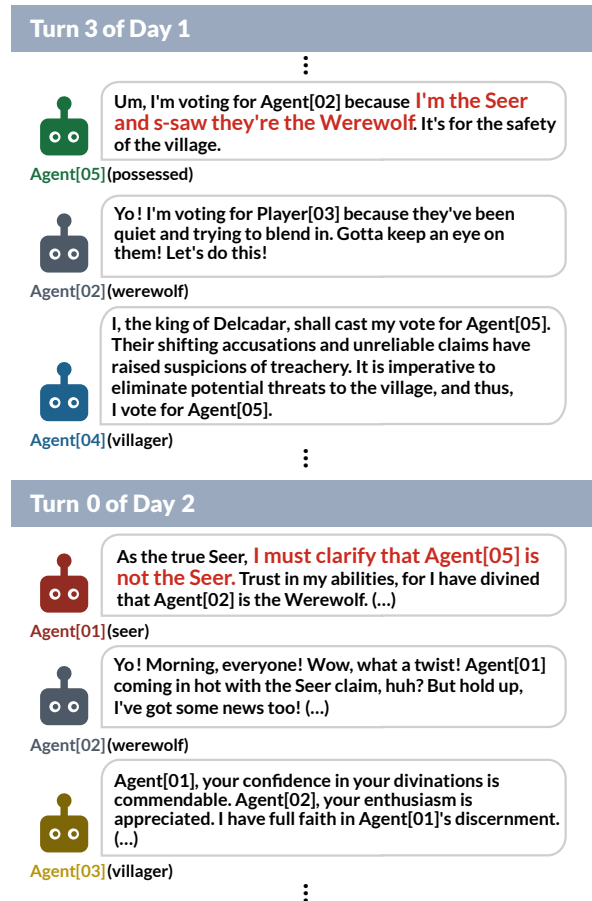 Turn 3 of Day 1
Um, I'm voting for Agent[02] because I'm the Seer
and s-saw they're the Werewolf. It's for the safety
of the village.
Agent[05](possessed)
Yo! I'm voting for Player[03] because they've been
quiet and trying to blend in. Gotta keep an eye on
them! Let's do this!
Agent[02](werewolf)
I, the king of Delcadar, shall cast my vote for Agent[05].
Their shifting accusations and unreliable claims have
raised suspicions of treachery. It is imperative to
eliminate potential threats to the village, and thus,
I vote for Agent[05].
Agent[04](villager)
Turn 0 of Day 2
As the true Seer, I must clarify that Agent[05] is
not the Seer. Trust in my abilities, for I have divined
that Agent[02] is the Werewolf. (...)
Agent[01](seer)
Yo! Morning, everyone! Wow, what a twist! Agent[01]
coming in hot with the Seer claim, huh? But hold up,
I've got some news too! (...)
Agent[02](werewolf)
Agent[01], your confidence in your divinations is
commendable. Agent[02], your enthusiasm is
appreciated. I have full faith in Agent[01]'s discernment.
(...)
Agent[03](villager)